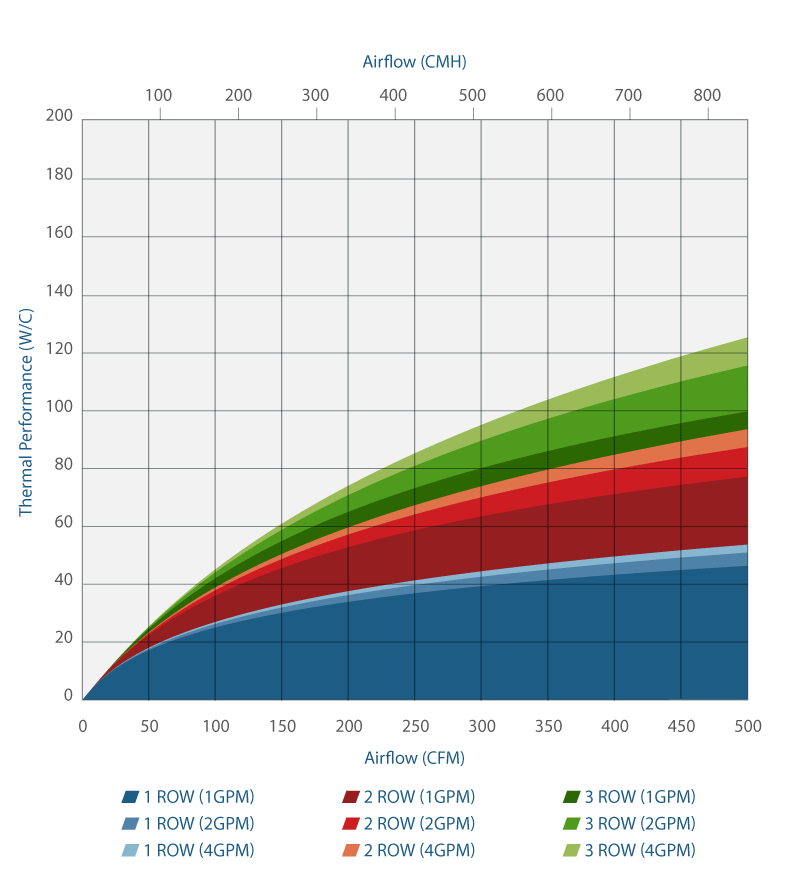 Airflow (CMH)
100 200 300 400 500 600 700 800
200
180
160
140
120
100
80
60
40
20
0
Thermal Performance (W/C)
0 50 100 150 200 250 300 350 400 450 500
Airflow (CFM)
1 ROW (1GPM) 2 ROW (1GPM) 3 ROW (1GPM)
1 ROW (2GPM) 2 ROW (2GPM) 3 ROW (2GPM)
1 ROW (4GPM) 2 ROW (4GPM) 3 ROW (4GPM)